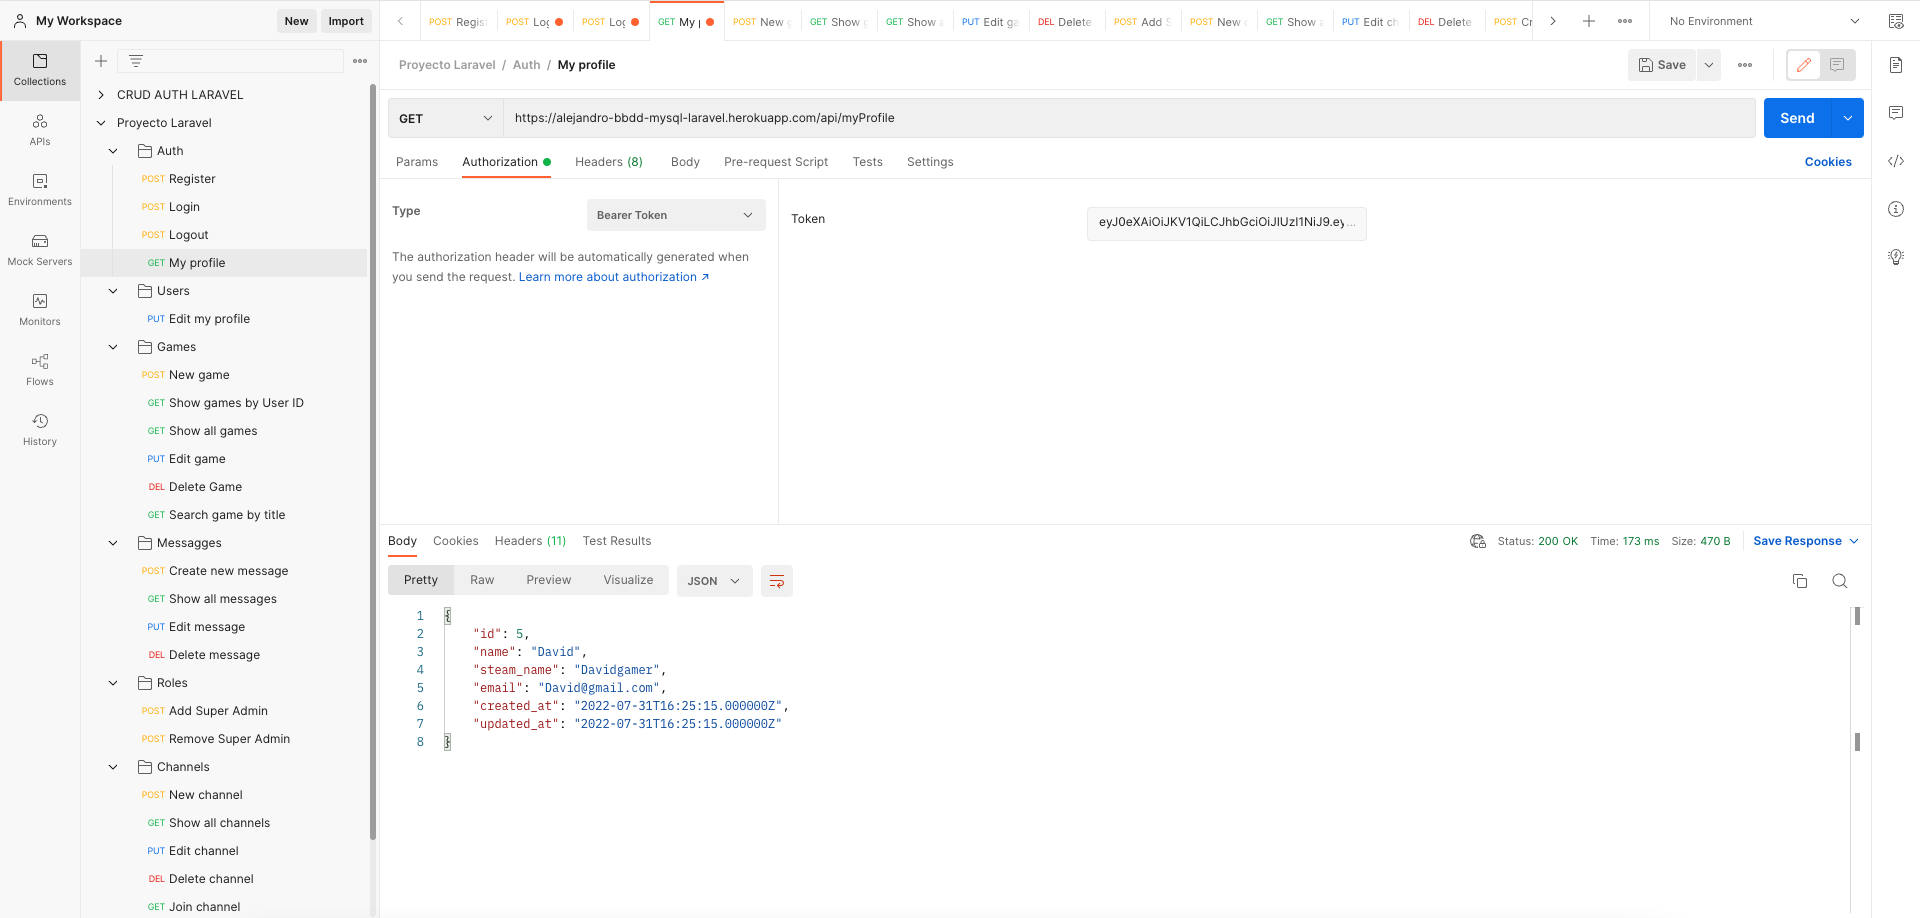 My Workspace
New
Import
POST Regis
POST Log
POST Log
GET My p
POST New g
GET Show g
GET Show a
PUT Edit ga
DEL Delete
POST Add S
POST New c
GET Show a
PUT Edit ch
DEL Delete
POST Cr
No Environment
Collections
APIs
Environments
Mock Servers
Monitors
Flows
History
CRUD AUTH LARAVEL
Proyecto Laravel
Auth
POST Register
POST Login
POST Logout
GET My profile
Users
PUT Edit my profile
Games
POST New game
GET Show games by User ID
GET Show all games
PUT Edit game
DEL Delete Game
GET Search game by title
Messagges
POST Create new message
GET Show all messages
PUT Edit message
DEL Delete message
Roles
POST Add Super Admin
POST Remove Super Admin
Channels
POST New channel
GET Show all channels
PUT Edit channel
DEL Delete channel
GET Join channel
Proyecto Laravel / Auth / My profile
Save
GET
https://alejandro-bbdd-mysql-laravel.herokuapp.com/api/myProfile
Send
Params
Authorization
Headers (8)
Body
Pre-request Script
Tests
Settings
Cookies
Type
Bearer Token
The authorization header will be automatically generated when
you send the request. Learn more about authorization ↗
Token
eyJ0eXAiOiJKV1QiLCJhbGciOiJIUzI1NiJ9.ey...
Body
Cookies
Headers (11)
Test Results
Status: 200 OK
Time: 173 ms
Size: 470 B
Save Response
Pretty
Raw
Preview
Visualize
JSON
1 {
2 "id": 5,
3 "name": "David",
4 "steam_name": "Davidgamer",
5 "email": "David@gmail.com",
6 "created_at": "2022-07-31T16:25:15.000000Z",
7 "updated_at": "2022-07-31T16:25:15.000000Z"
8 }